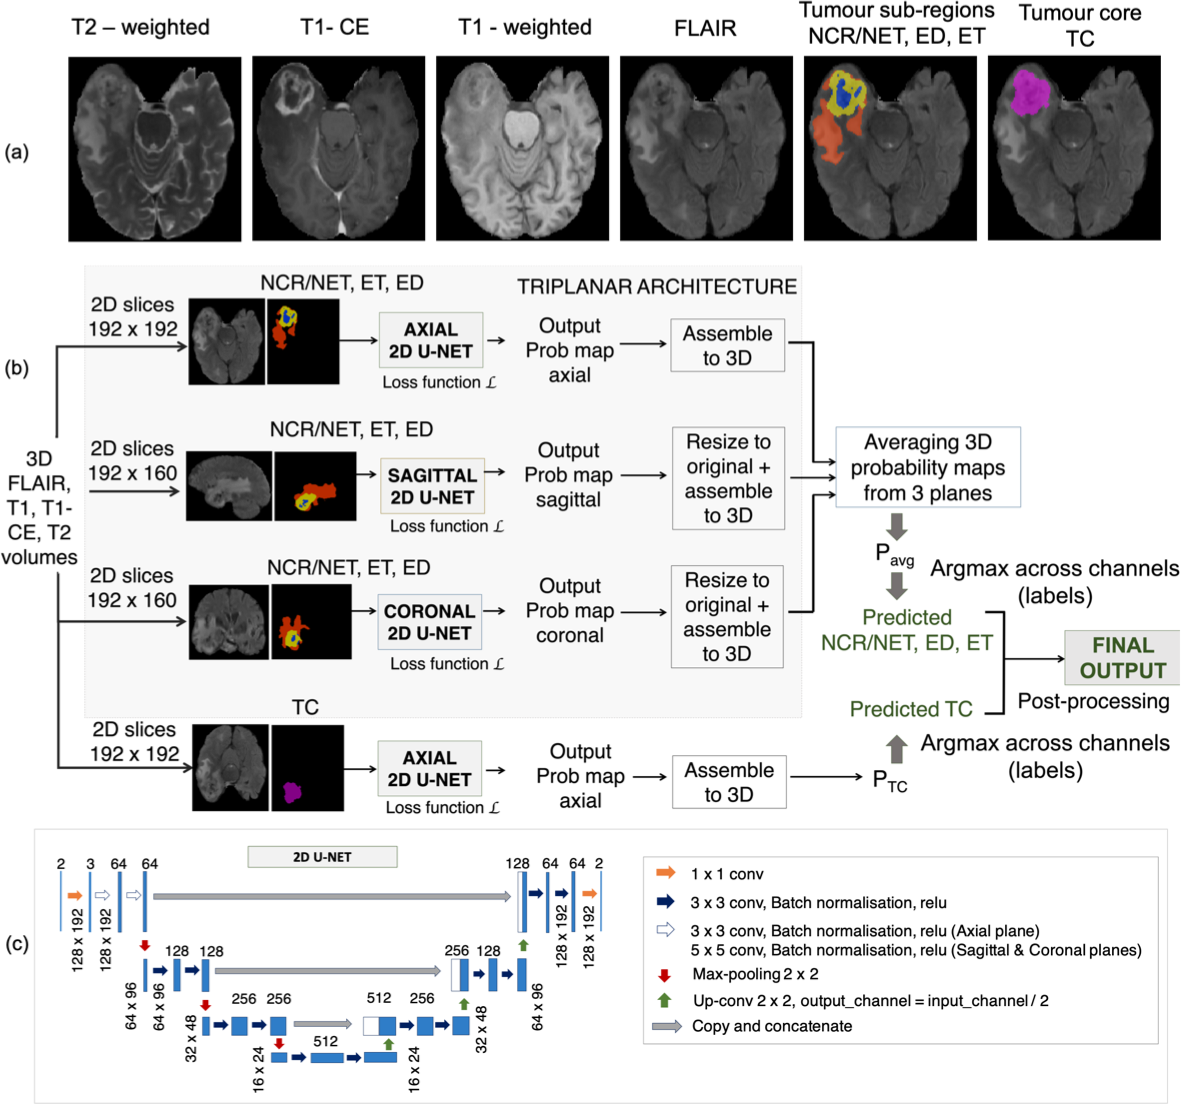 T2 – weighted
T1- CE
T1 - weighted
FLAIR
Tumour sub-regions
NCR/NET, ED, ET
Tumour core
TC
(a)
(b)
NCR/NET, ET, ED
TRIPLANAR ARCHITECTURE
2D slices
192 x 192
AXIAL
2D U-NET
Loss function ℒ
Output
Prob map
axial
Assemble
to 3D
3D
FLAIR,
T1, T1-
CE, T2
volumes
NCR/NET, ET, ED
2D slices
192 x 160
SAGITTAL
2D U-NET
Loss function ℒ
Output
Prob map
sagittal
Resize to
original +
assemble
to 3D
Averaging 3D
probability maps
from 3 planes
NCR/NET, ET, ED
2D slices
192 x 160
CORONAL
2D U-NET
Loss function ℒ
Output
Prob map
coronal
Resize to
original +
assemble
to 3D
Pavg
Argmax across channels
(labels)
Predicted
NCR/NET, ED, ET
FINAL
OUTPUT
Post-processing
Predicted TC
Argmax across channels
(labels)
PTC
TC
2D slices
192 x 192
AXIAL
2D U-NET
Loss function ℒ
Output
Prob map
axial
Assemble
to 3D
(c)
2D U-NET
2 3 64 64
128 64 64 2
128 x 192
128 x 192
128 x 192
128 x 192
128 128
256 128
64 x 96
64 x 96
64 x 96
256 256
512 256
32 x 48
32 x 48
512
16 x 24
16 x 24
1 x 1 conv
3 x 3 conv, Batch normalisation, relu
3 x 3 conv, Batch normalisation, relu (Axial plane)
5 x 5 conv, Batch normalisation, relu (Sagittal & Coronal planes)
Max-pooling 2 x 2
Up-conv 2 x 2, output_channel = input_channel / 2
Copy and concatenate